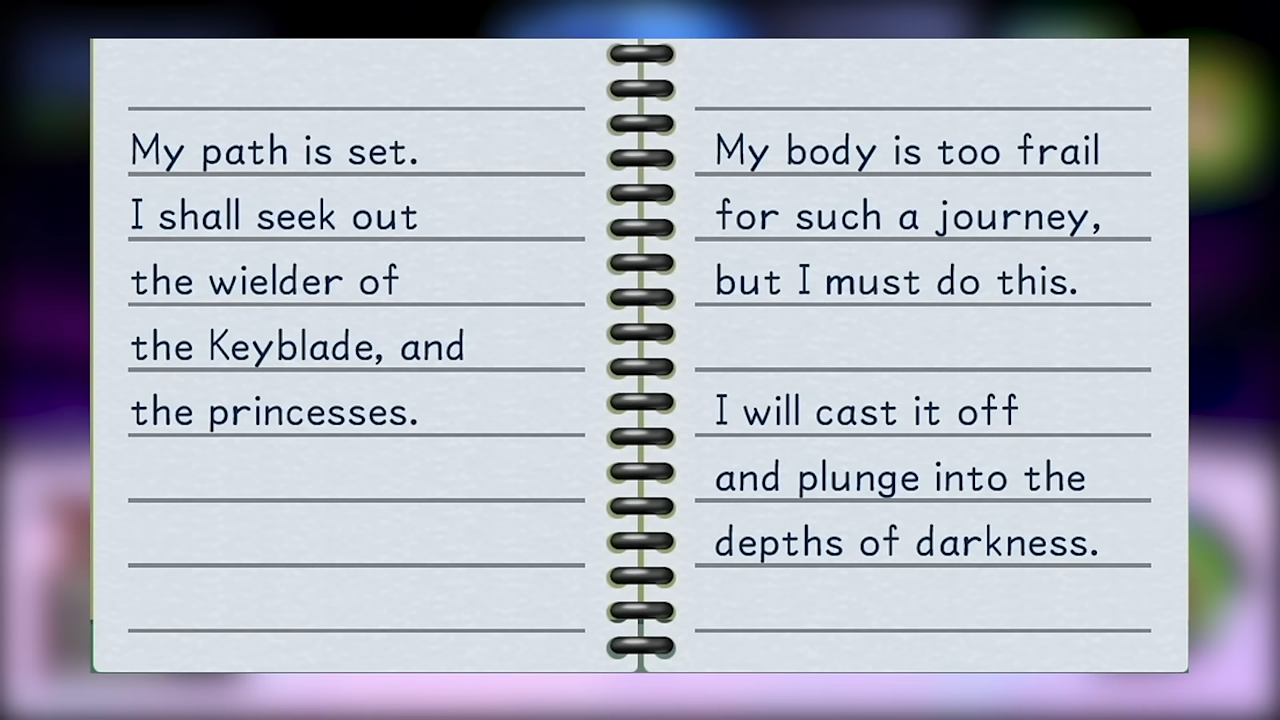 My path is set.
I shall seek out
the wielder of
the Keyblade, and
the princesses.
My body is too frail
for such a journey,
but I must do this.
I will cast it off
and plunge into the
depths of darkness.